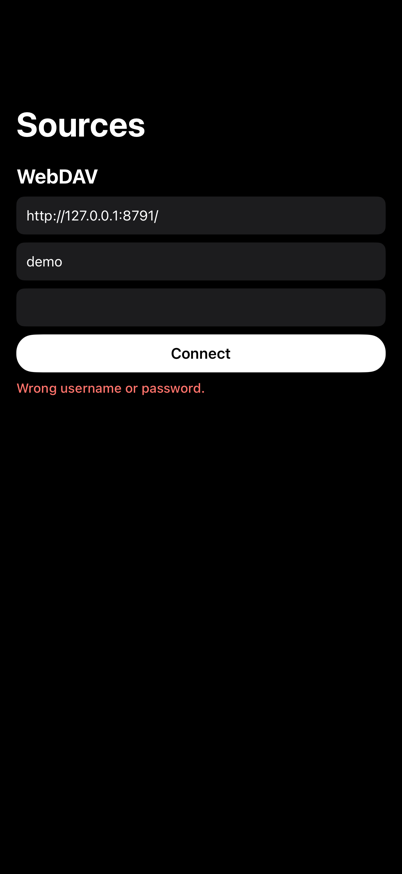 Sources
WebDAV
http://127.0.0.1:8791/
demo
Connect
Wrong username or password.